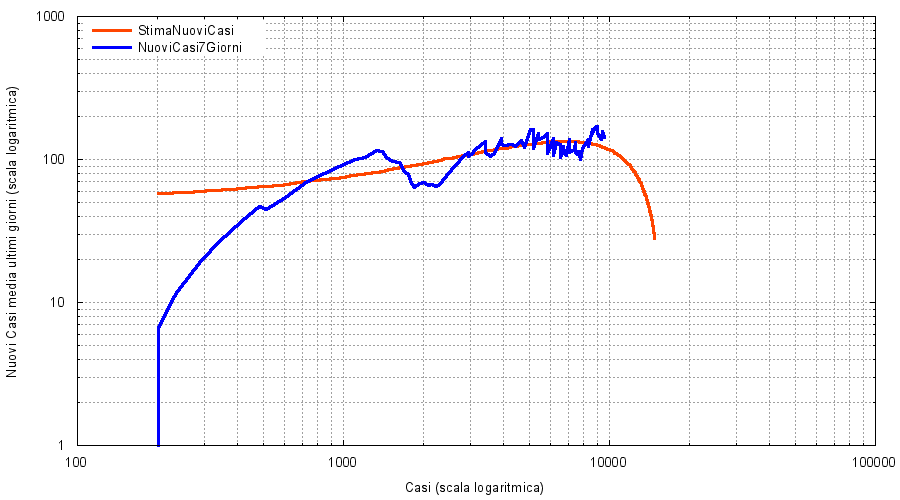 1000
StimaNuoviCasi
NuoviCasi7Giorni
100
10
1
Nuovi Casi media ultimi giorni (scala logaritmica)
100
1000
10000
100000
Casi (scala logaritmica)